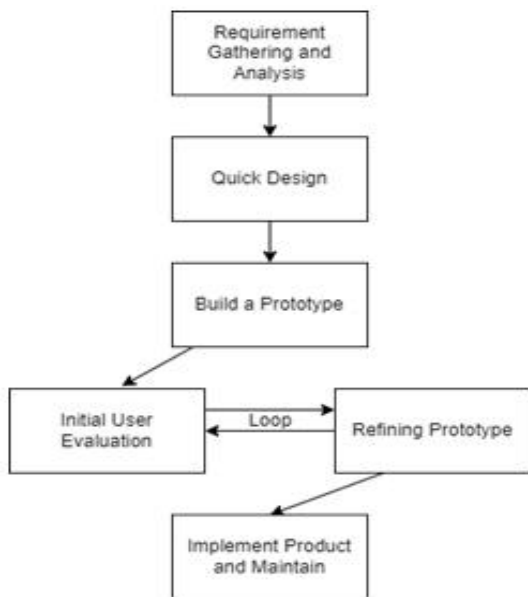 Requirement
Gathering and
Analysis
Quick Design
Build a Prototype
Initial User
Evaluation
Loop
Refining Prototype
Implement Product
and Maintain